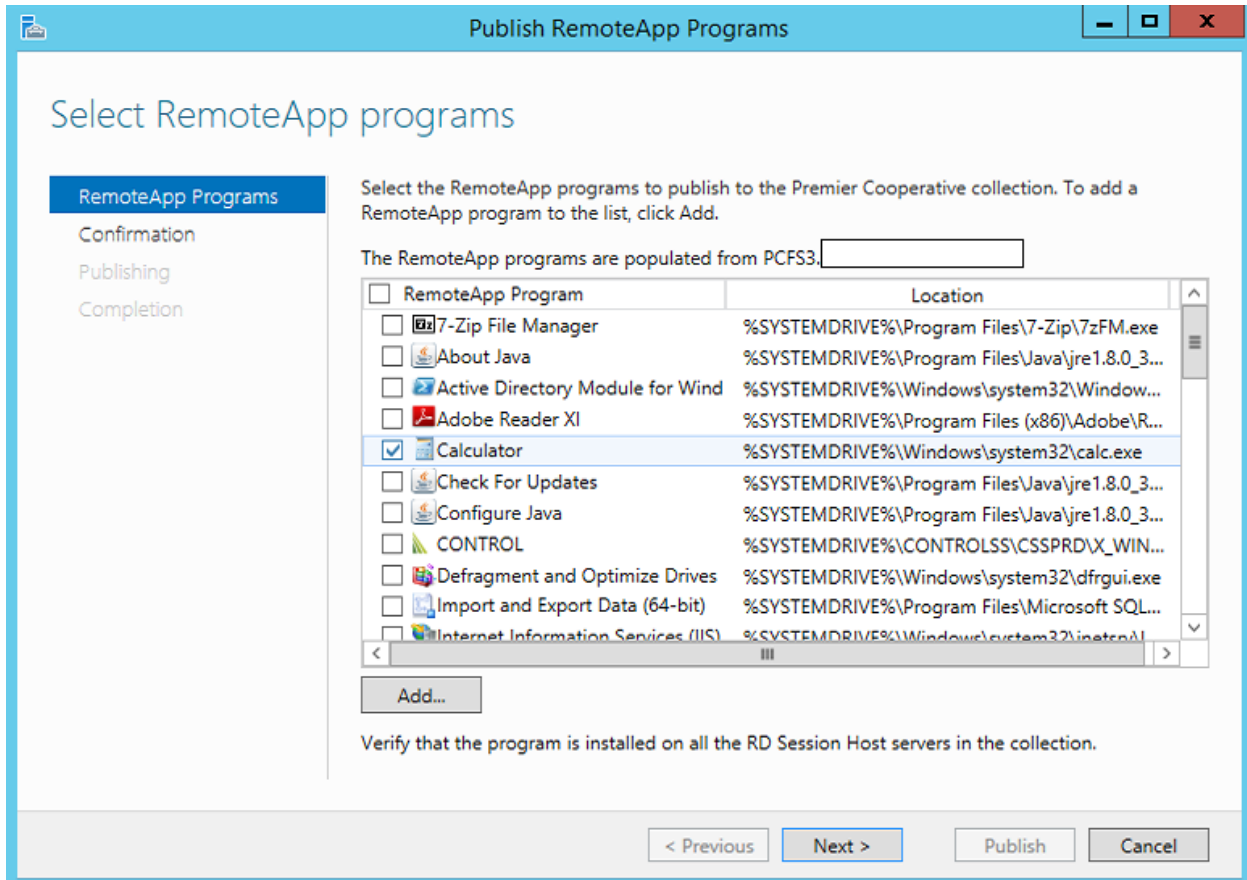 Publish RemoteApp Programs
Select RemoteApp programs
RemoteApp Programs
Confirmation
Publishing
Completion
Select the RemoteApp programs to publish to the Premier Cooperative collection. To add a
RemoteApp program to the list, click Add.
The RemoteApp programs are populated from PCFS3.
RemoteApp Program Location
7-Zip File Manager %SYSTEMDRIVE%\Program Files\7-Zip\7zFM.exe
About Java %SYSTEMDRIVE%\Program Files\Java\jre1.8.0_3...
Active Directory Module for Wind %SYSTEMDRIVE%\Windows\system32\Window...
Adobe Reader XI %SYSTEMDRIVE%\Program Files (x86)\Adobe\R...
Calculator %SYSTEMDRIVE%\Windows\system32\calc.exe
Check For Updates %SYSTEMDRIVE%\Program Files\Java\jre1.8.0_3...
Configure Java %SYSTEMDRIVE%\Program Files\Java\jre1.8.0_3...
CONTROL %SYSTEMDRIVE%\CONTROLSS\CSSPRD\X_WIN...
Defragment and Optimize Drives %SYSTEMDRIVE%\Windows\system32\dfrgui.exe
Import and Export Data (64-bit) %SYSTEMDRIVE%\Program Files\Microsoft SQL...
Internet Information Services (IIS) %SYSTEMDRIVE%\Windows\system32\inetsrv\I...
Add...
Verify that the program is installed on all the RD Session Host servers in the collection.
< Previous Next > Publish Cancel